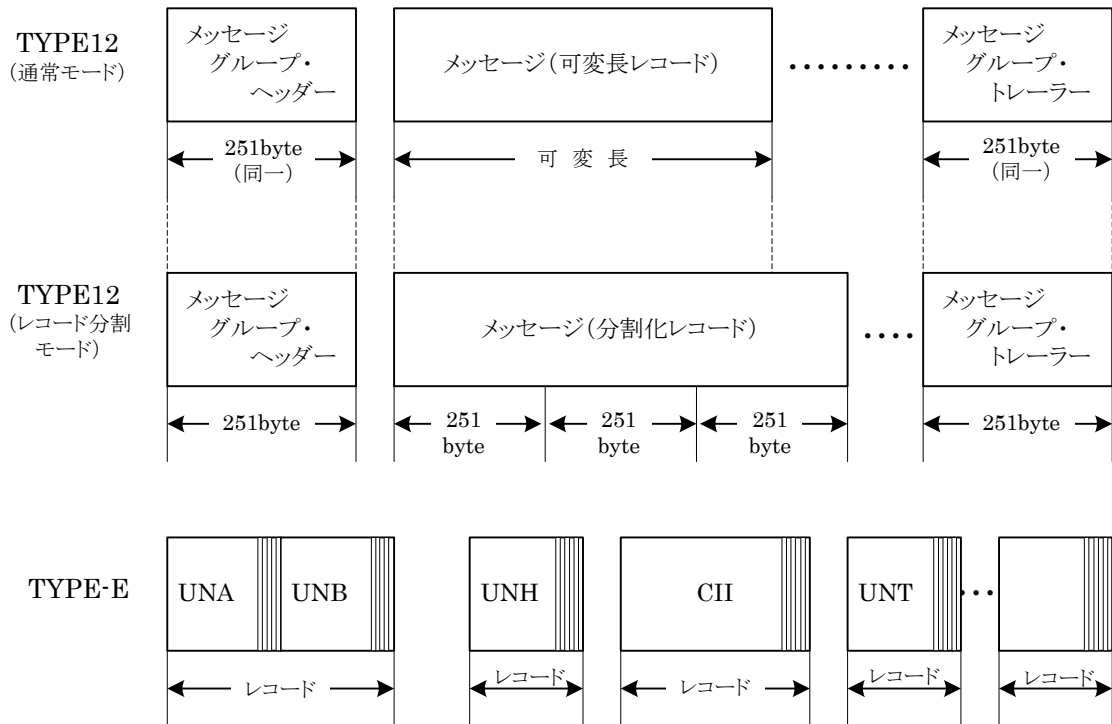 TYPE12
(通常モード)
メッセージ
グループ・
ヘッダー
メッセージ(可変長レコード)
・・・・・・・・・
メッセージ
グループ・
トレーラー
251byte
(同一)
可 変 長
251byte
(同一)
TYPE12
(レコード分割
モード)
メッセージ
グループ・
ヘッダー
メッセージ(分割化レコード)
・・・・
メッセージ
グループ・
トレーラー
251byte
251
byte
251
byte
251
byte
251byte
TYPE-E
UNA
UNB
UNH
CII
UNT
・・・
レコード
レコード
レコード
レコード
レコード